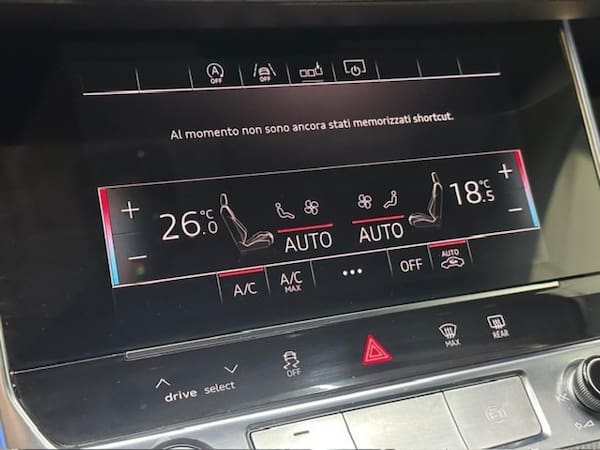 OFF OFF
Al momento non sono ancora stati memorizzati shortcut.
+ 26.0 °C AUTO AUTO 18.5 °C +
− −
A/C A/C MAX ••• OFF AUTO
drive select OFF MAX REAR